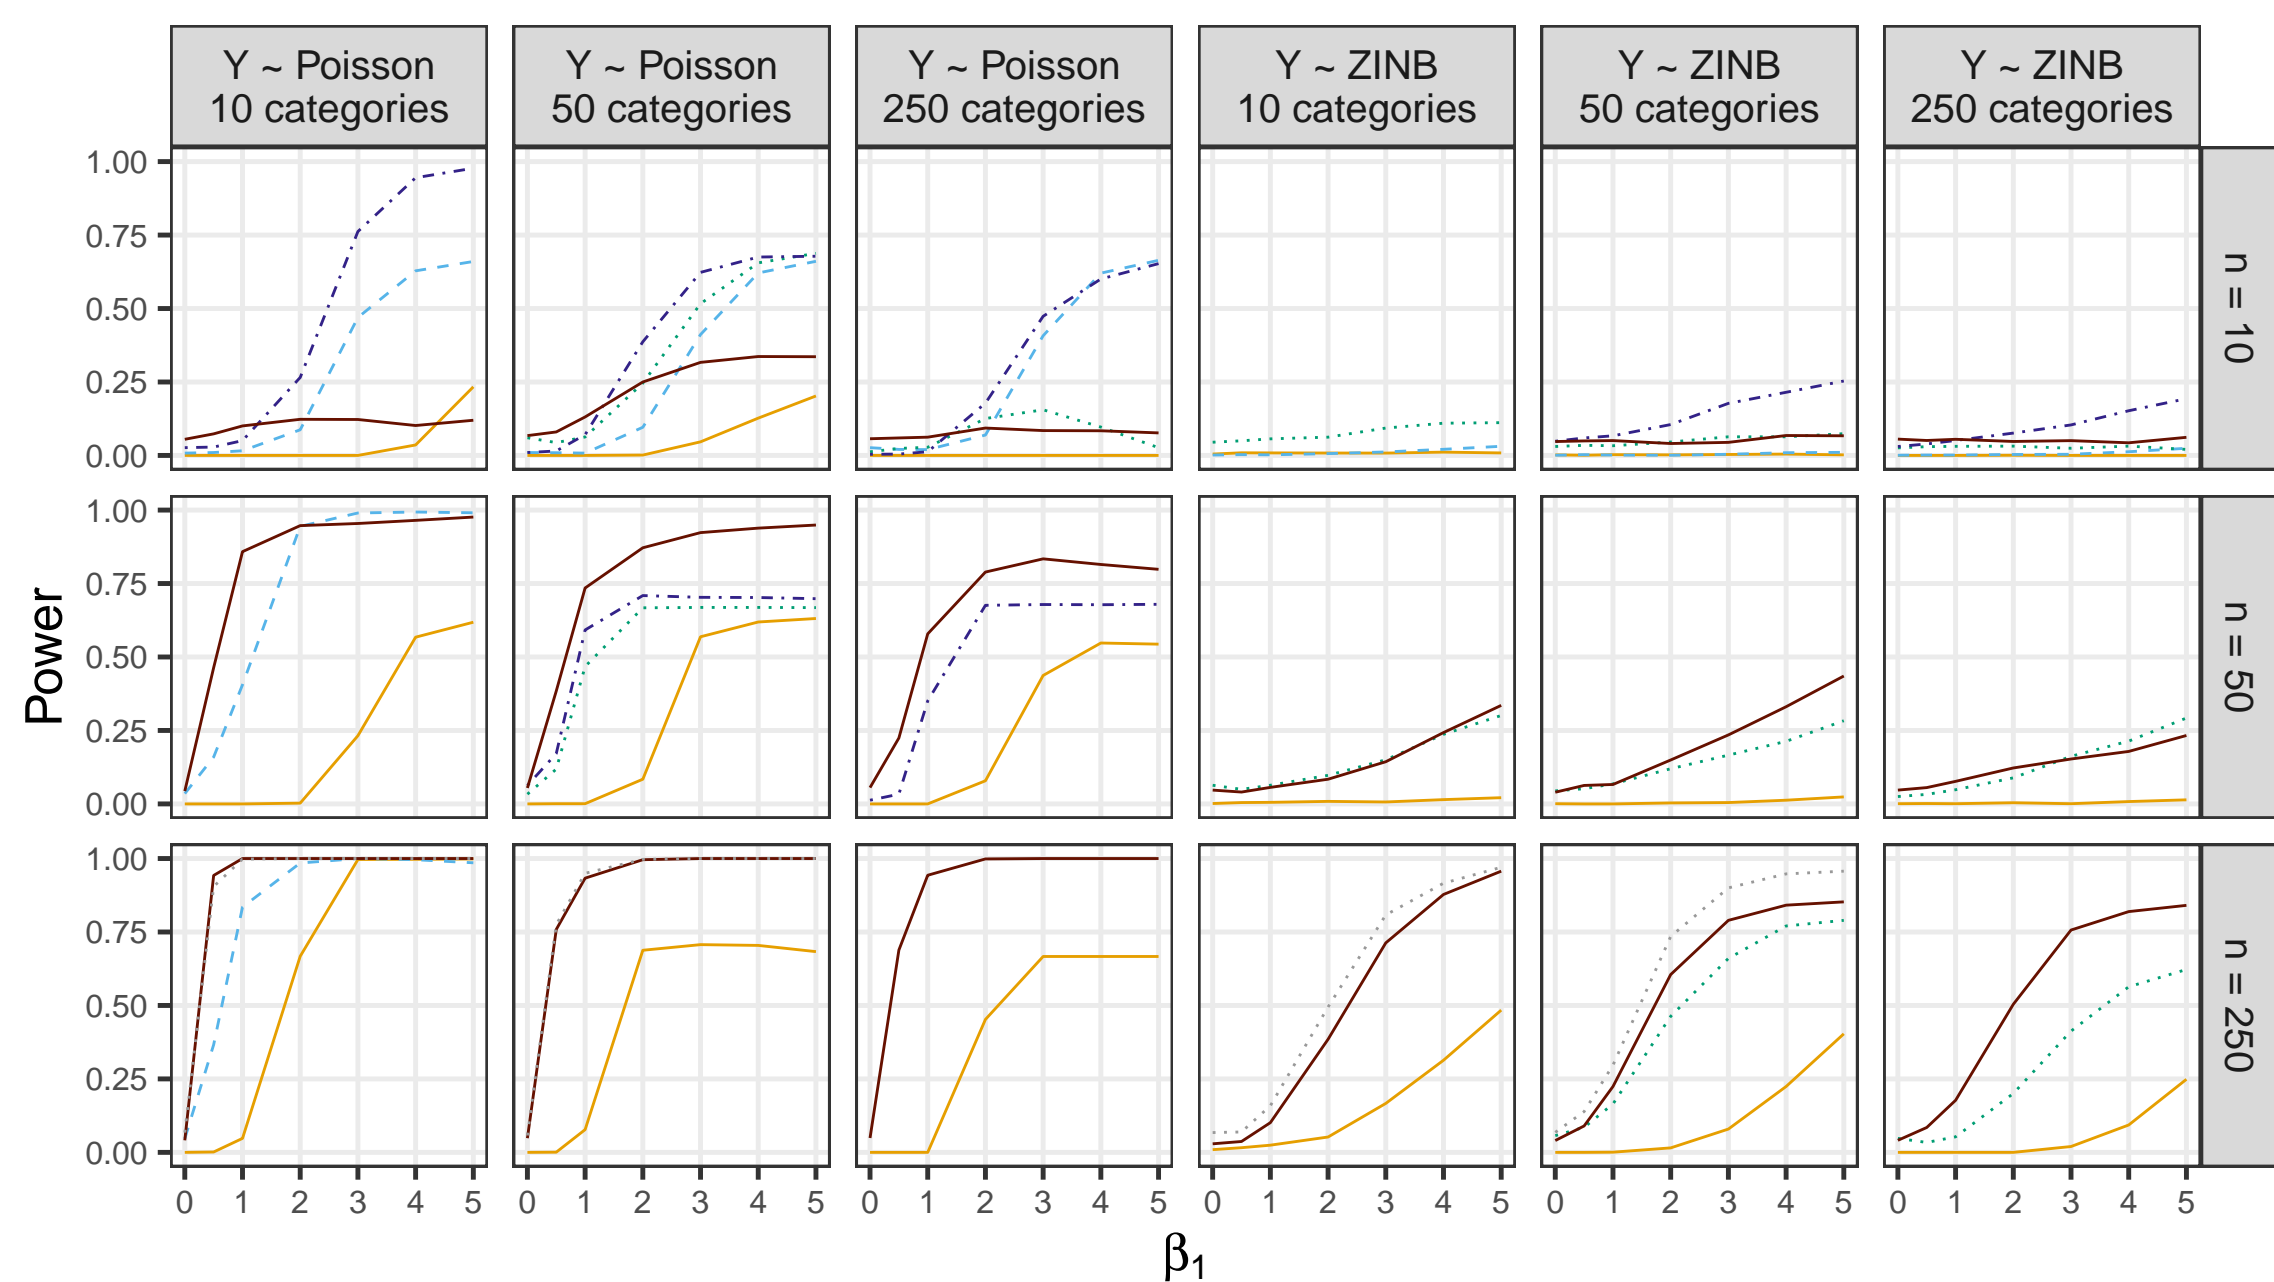 Y ~ Poisson
10 categories
Y ~ Poisson
50 categories
Y ~ Poisson
250 categories
Y ~ ZINB
10 categories
Y ~ ZINB
50 categories
Y ~ ZINB
250 categories
1.00
0.75
0.50
0.25
0.00
n = 10
1.00
0.75
0.50
0.25
0.00
n = 50
1.00
0.75
0.50
0.25
0.00
n = 250
Power
0 1 2 3 4 5
0 1 2 3 4 5
0 1 2 3 4 5
0 1 2 3 4 5
0 1 2 3 4 5
0 1 2 3 4 5
β₁